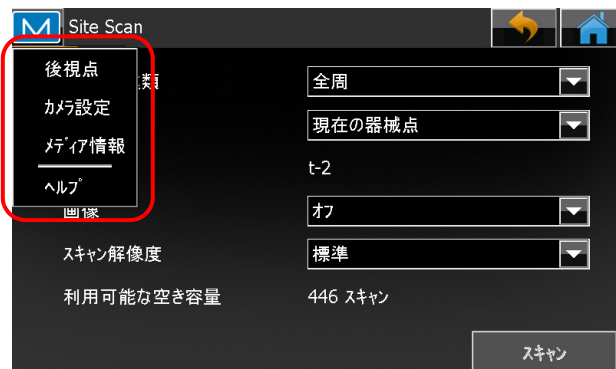 Site Scan
後視点
カメラ設定
メディア情報
ヘルプ
類
全周
現在の器械点
t-2
画像
オフ
スキャン解像度
標準
利用可能な空き容量
446 スキャン
スキャン